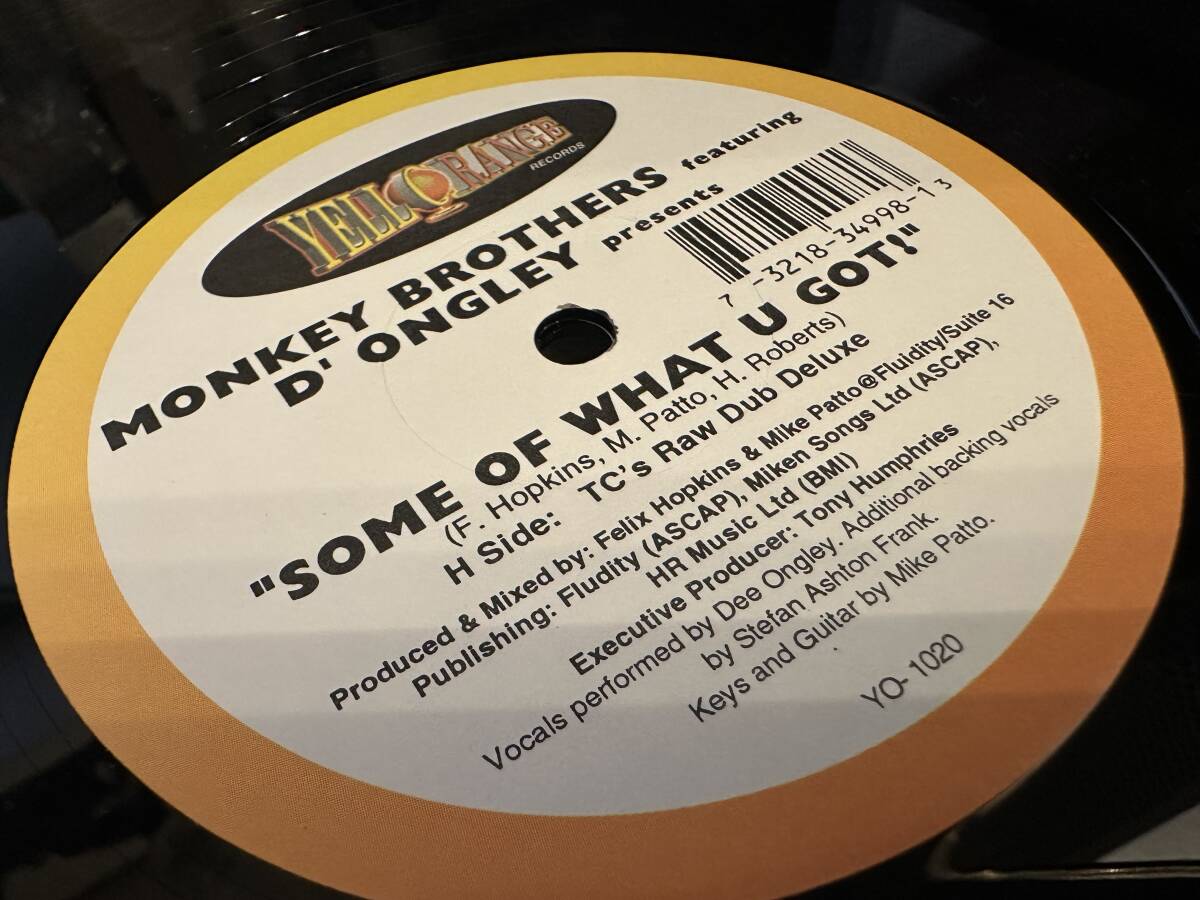 YELLORANGE
RECORDS
MONKEY BROTHERS featuring
D' ONGLEY presents
7 -3218-34998-1 3
"SOME OF WHAT U GOT!"
(F. Hopkins, M. Patto, H. Roberts)
H Side: TC's Raw Dub Deluxe
Produced & Mixed by: Felix Hopkins & Mike Patto@Fluidity/Suite 16
Publishing: Fludity (ASCAP), Miken Songs Ltd (ASCAP),
HR Music Ltd (BMI)
Executive Producer: Tony Humphries
Vocals performed by Dee Ongley. Additional backing vocals
by Stefan Ashton Frank.
Keys and Guitar by Mike Patto.
YO-1020